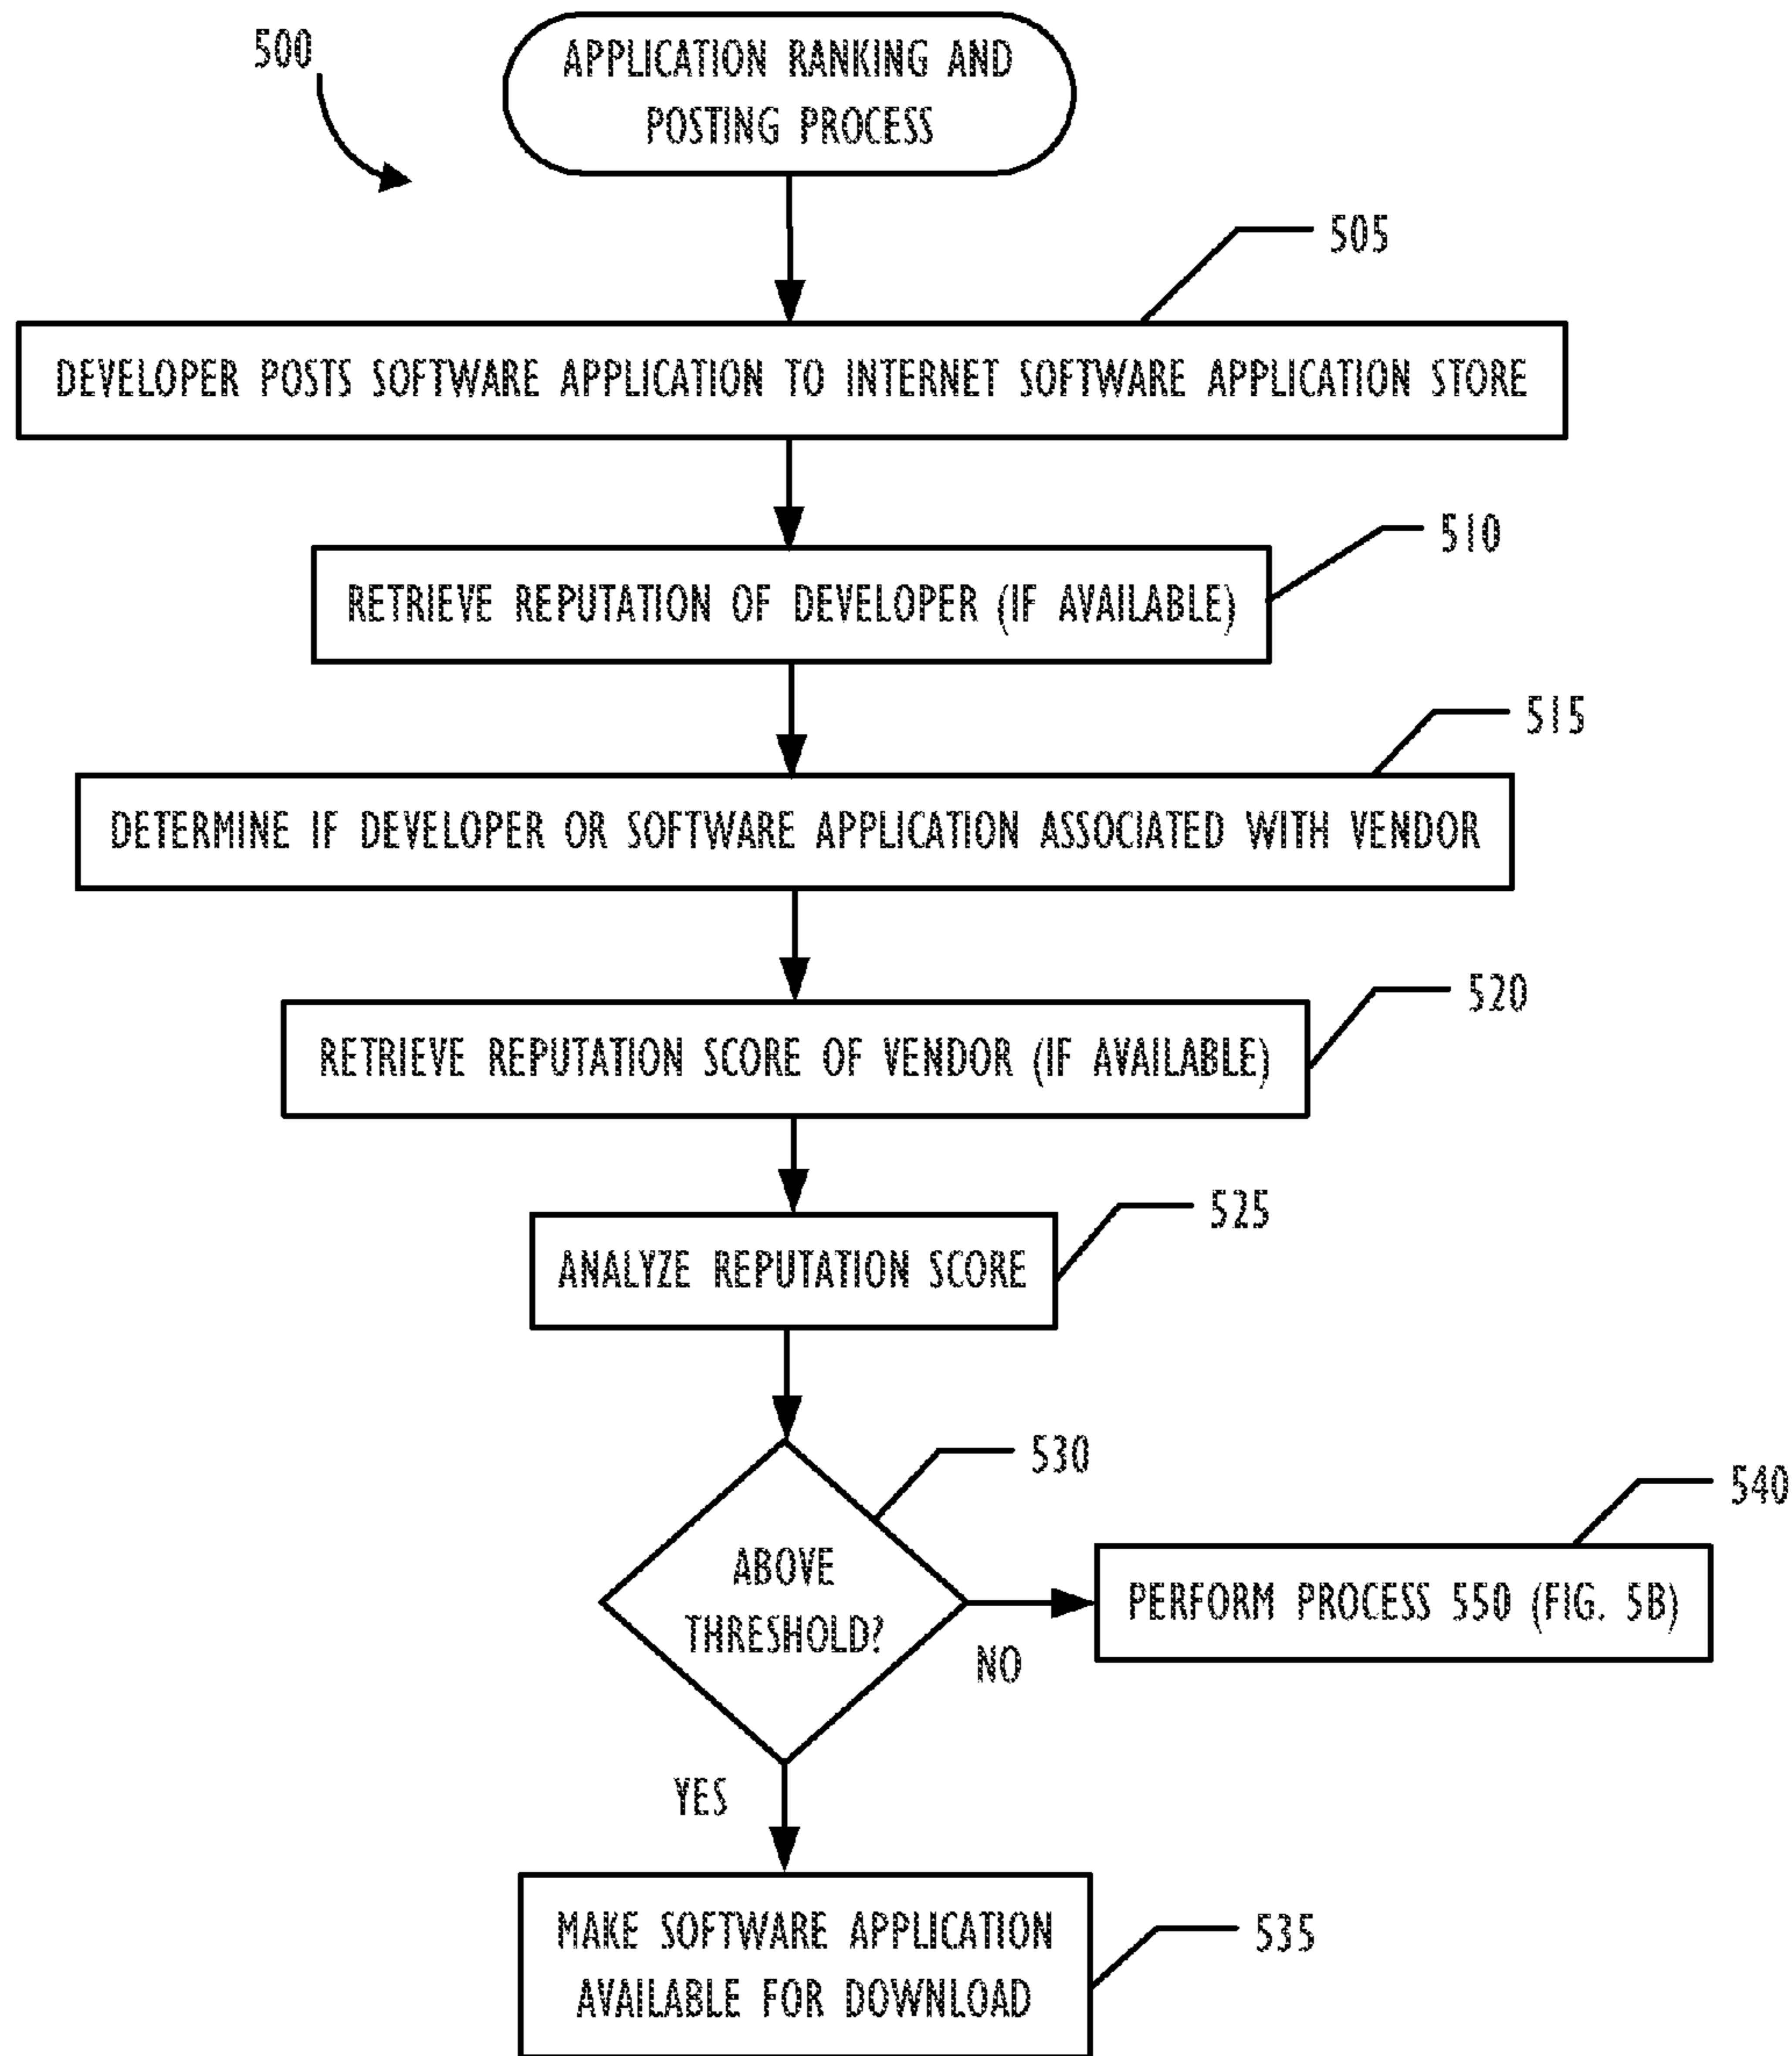 500
APPLICATION RANKING AND
POSTING PROCESS
505
DEVELOPER POSTS SOFTWARE APPLICATION TO INTERNET SOFTWARE APPLICATION STORE
510
RETRIEVE REPUTATION OF DEVELOPER (IF AVAILABLE)
515
DETERMINE IF DEVELOPER OR SOFTWARE APPLICATION ASSOCIATED WITH VENDOR
520
RETRIEVE REPUTATION SCORE OF VENDOR (IF AVAILABLE)
525
ANALYZE REPUTATION SCORE
530
ABOVE
THRESHOLD?
540
PERFORM PROCESS 550 (FIG. 5B)
NO
YES
535
MAKE SOFTWARE APPLICATION
AVAILABLE FOR DOWNLOAD